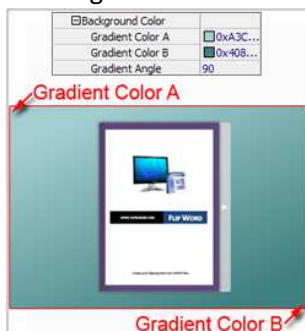 Background Color
Gradient Color A 0xA3C...
Gradient Color B 0x408...
Gradient Angle 90
Gradient Color A
FLIP WORD
Gradient Color B